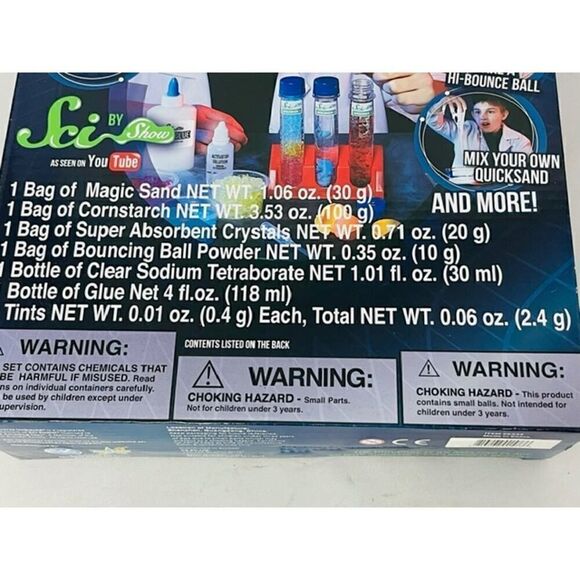 HI-BOUNCE BALL
BY
Sci Show
AS SEEN ON YouTube
ACTIVATOR
SOLUTION
MIX YOUR OWN
QUICKSAND
AND MORE!
1 Bag of Magic Sand NET WT. 1.06 oz. (30 g)
1 Bag of Cornstarch NET WT. 3.53 oz. (100 g)
1 Bag of Super Absorbent Crystals NET WT. 0.71 oz. (20 g)
1 Bag of Bouncing Ball Powder NET WT. 0.35 oz. (10 g)
1 Bottle of Clear Sodium Tetraborate NET 1.01 fl. oz. (30 ml)
Bottle of Glue Net 4 fl.oz. (118 ml)
Tints NET WT. 0.01 oz. (0.4 g) Each, Total NET WT. 0.06 oz. (2.4 g)
CONTENTS LISTED ON THE BACK
WARNING:
SET CONTAINS CHEMICALS THAT
BE HARMFUL IF MISUSED. Read
on individual containers carefully.
be used by children except under
WARNING:
CHOKING HAZARD - Small Parts.
Not for children under 3 years.
WARNING:
CHOKING HAZARD - This product
contains small balls. Not intended for
children under 3 years.
CE